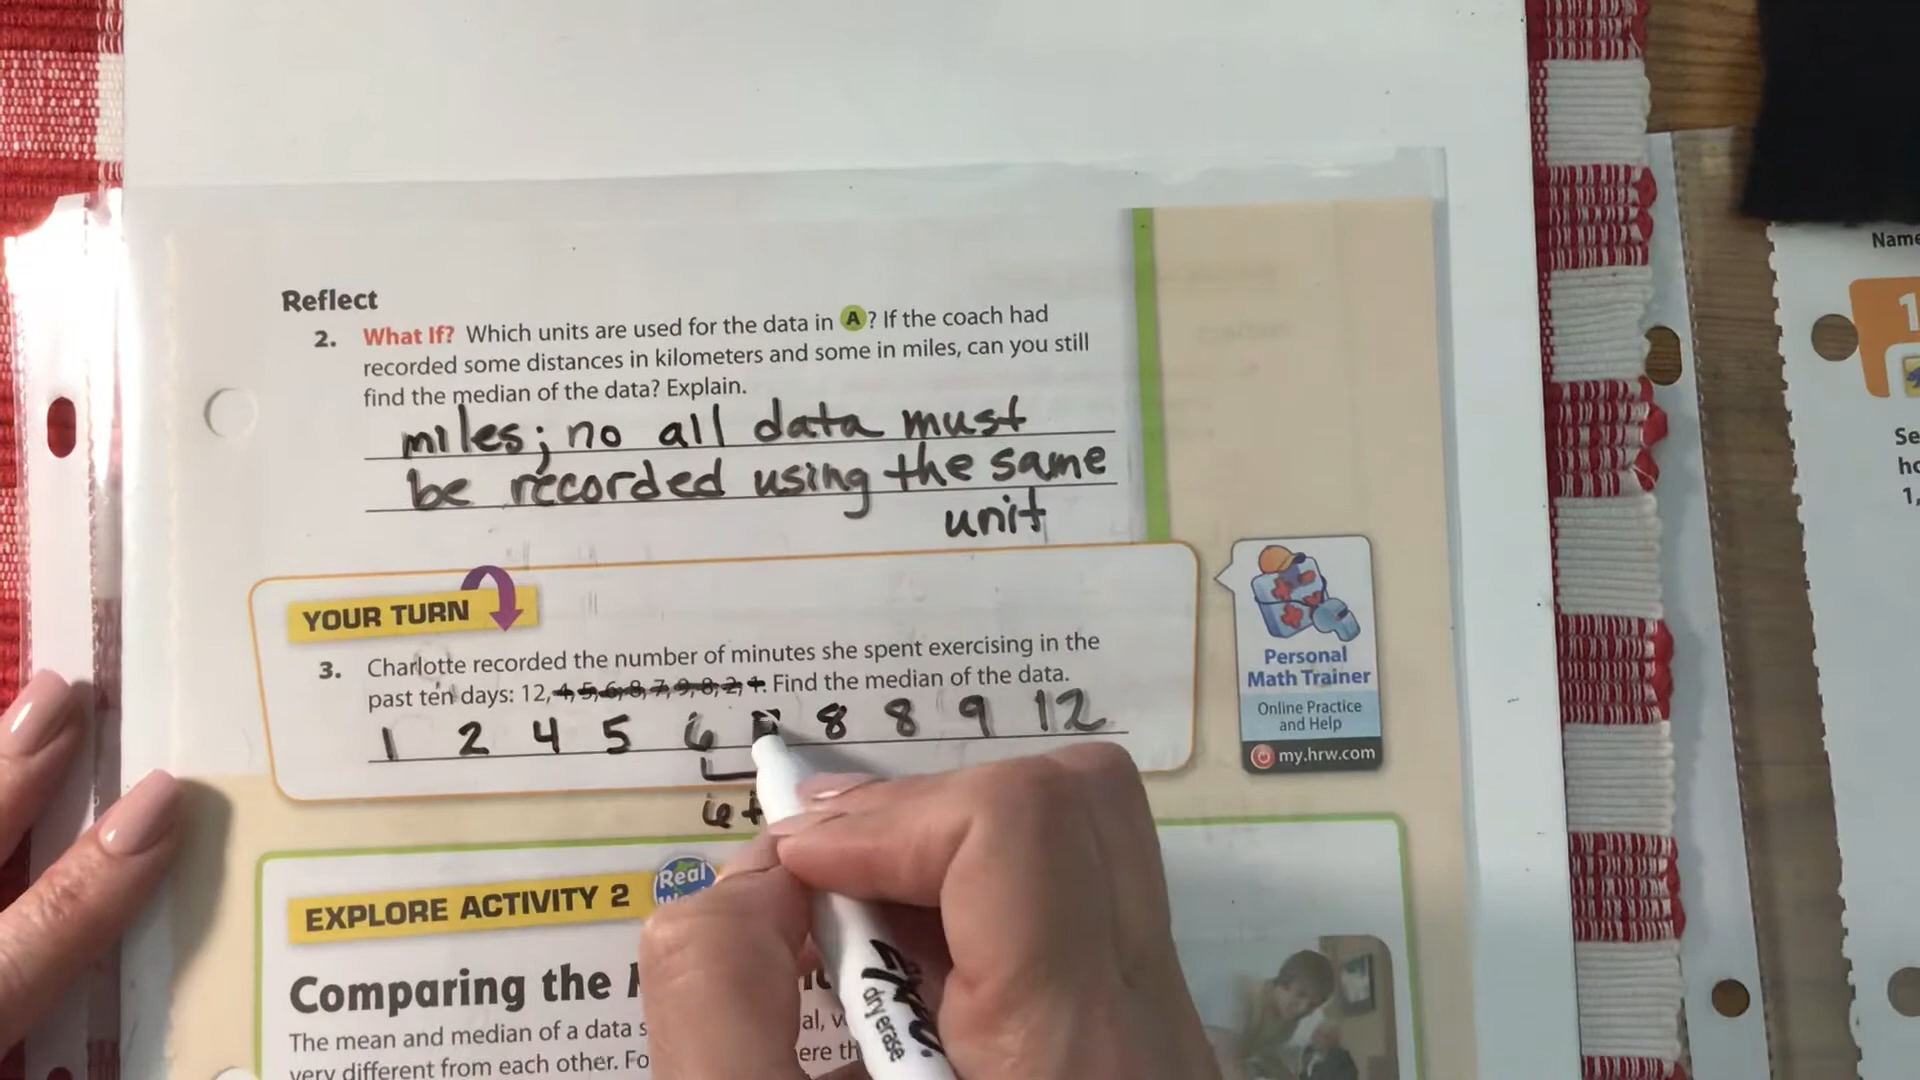 Name
1
Se
ho
1,
Reflect
2. What If? Which units are used for the data in A? If the coach had
recorded some distances in kilometers and some in miles, can you still
find the median of the data? Explain.
miles; no all data must
be recorded using the same
unit
YOUR TURN
3. Charlotte recorded the number of minutes she spent exercising in the
past ten days: 12, 4, 5, 6, 8, 7, 9, 8, 2, 1. Find the median of the data.
1 2 4 5 6 8 8 9 12
6 +
Personal
Math Trainer
Online Practice
and Help
my.hrw.com
EXPLORE ACTIVITY 2
Real
Comparing the
The mean and median of a data
very different from each other. Fo
EXPO
dry erase